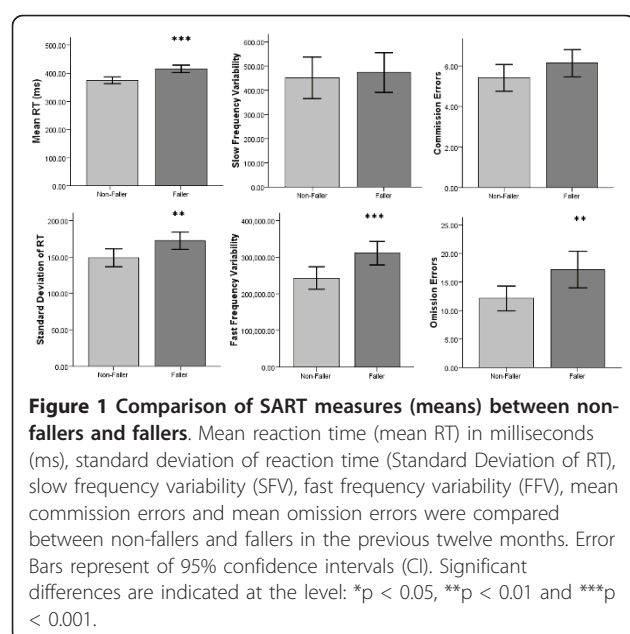 ***
500.00
400.00
300.00
200.00
100.00
0.00
Mean RT (ms)
Non-Faller
Faller
600.00
500.00
400.00
300.00
200.00
100.00
0.00
Slow Frequency Variability
Non-Faller
Faller
6.00
4.00
2.00
0.00
Commission Errors
Non-Faller
Faller
**
200.00
150.00
100.00
50.00
0.00
Standard Deviation of RT
Non-Faller
Faller
***
400,000.00
300,000.00
200,000.00
100,000.00
0.00
Fast Frequency Variability
Non-Faller
Faller
**
25.00
20.00
15.00
10.00
5.00
0.00
Omission Errors
Non-Faller
Faller
Figure 1 Comparison of SART measures (means) between non-
fallers and fallers. Mean reaction time (mean RT) in milliseconds
(ms), standard deviation of reaction time (Standard Deviation of RT),
slow frequency variability (SFV), fast frequency variability (FFV), mean
commission errors and mean omission errors were compared
between non-fallers and fallers in the previous twelve months. Error
Bars represent of 95% confidence intervals (CI). Significant
differences are indicated at the level: *p < 0.05, **p < 0.01 and ***p
< 0.001.